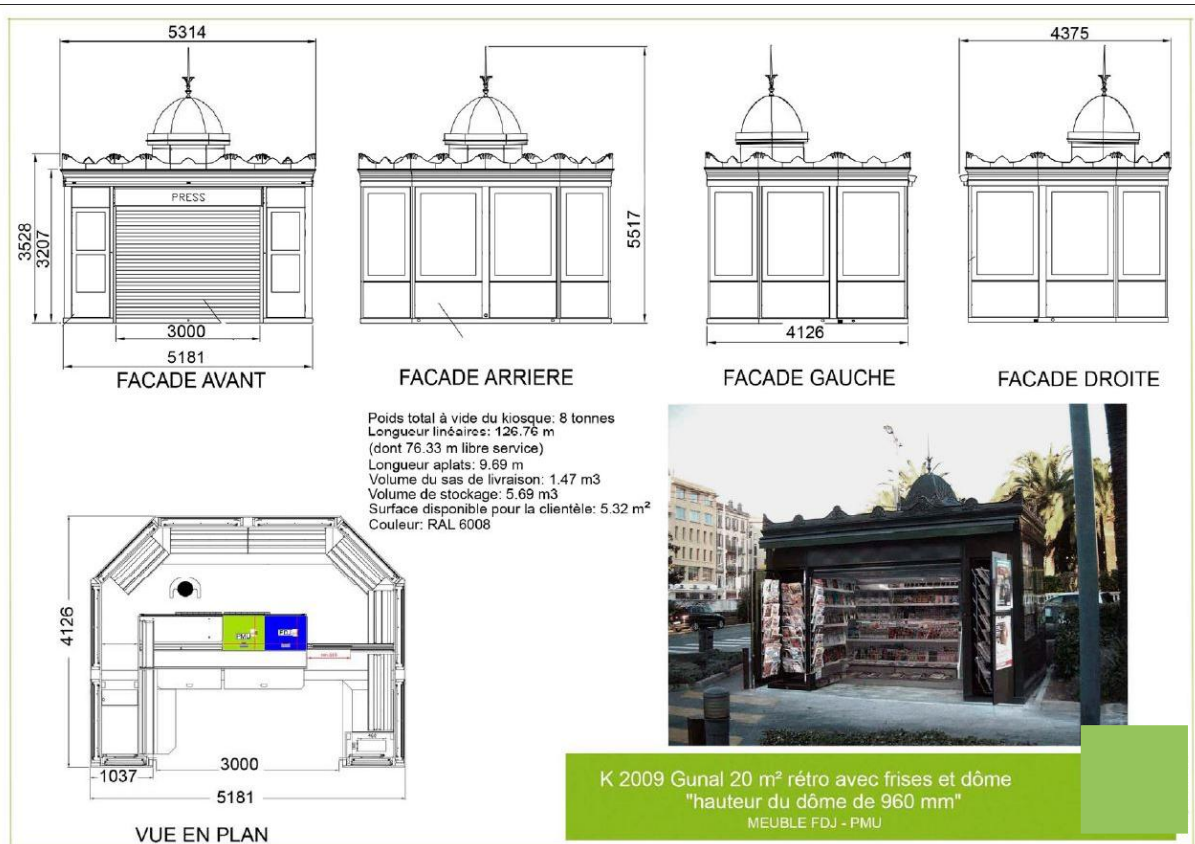 5314
4375
PRESS
3528
3207
3000
5181
5517
4126
FACADE AVANT
FACADE ARRIERE
FACADE GAUCHE
FACADE DROITE
Poids total à vide du kiosque: 8 tonnes
Longueur linéaires: 126.76 m
(dont 76.33 m libre service)
Longueur aplats: 9.69 m
Volume du sas de livraison: 1.47 m3
Volume de stockage: 5.69 m3
Surface disponible pour la clientèle: 5.32 m²
Couleur: RAL 6008
4126
PMU
FDJ
1037
3000
5181
VUE EN PLAN
K 2009 Gunal 20 m² rétro avec frises et dôme
"hauteur du dôme de 960 mm"
MEUBLE FDJ - PMU